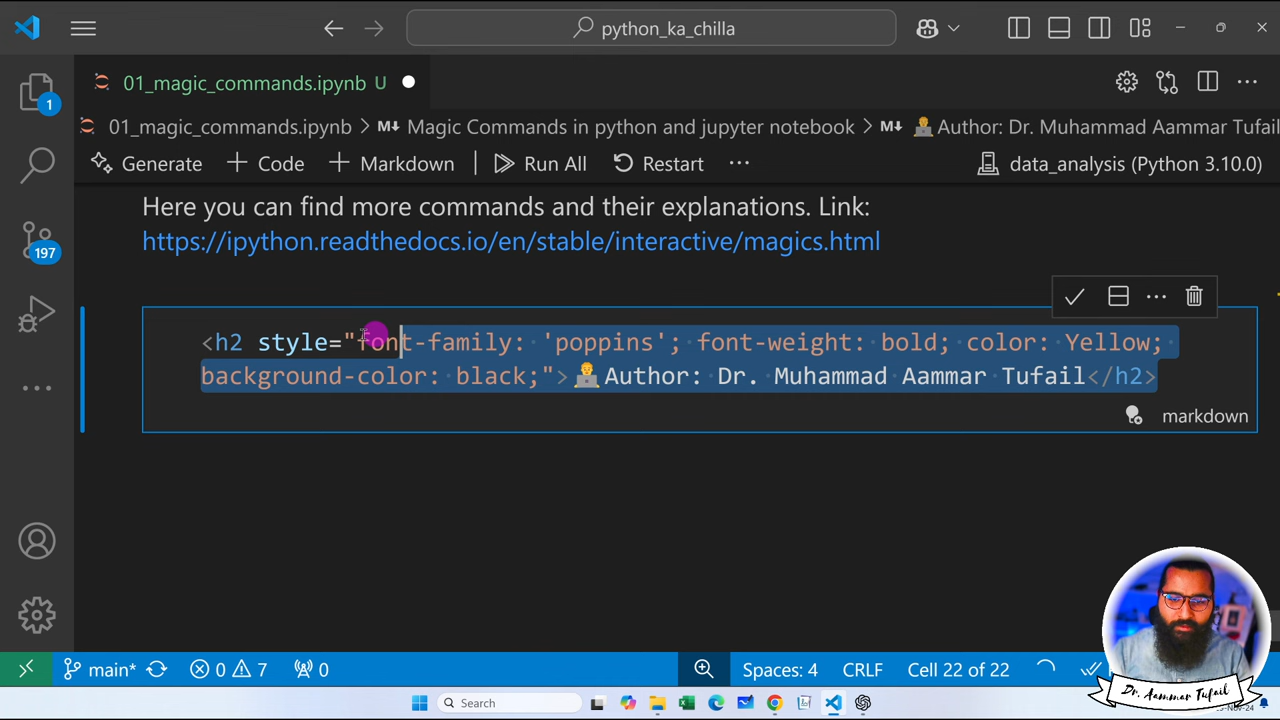 python_ka_chilla
01_magic_commands.ipynb U
01_magic_commands.ipynb > M↓ Magic Commands in python and jupyter notebook > M↓ 👨‍💻Author: Dr. Muhammad Aammar Tufail
Generate + Code + Markdown Run All Restart ... data_analysis (Python 3.10.0)
Here you can find more commands and their explanations. Link:
https://ipython.readthedocs.io/en/stable/interactive/magics.html
<h2 style="font-family: 'poppins'; font-weight: bold; color: Yellow;
background-color: black;">👨‍💻Author: Dr. Muhammad Aammar Tufail</h2>
markdown
1
197
main* 0 7 0 Spaces: 4 CRLF Cell 22 of 22
Search
Dr. Aammar Tufail